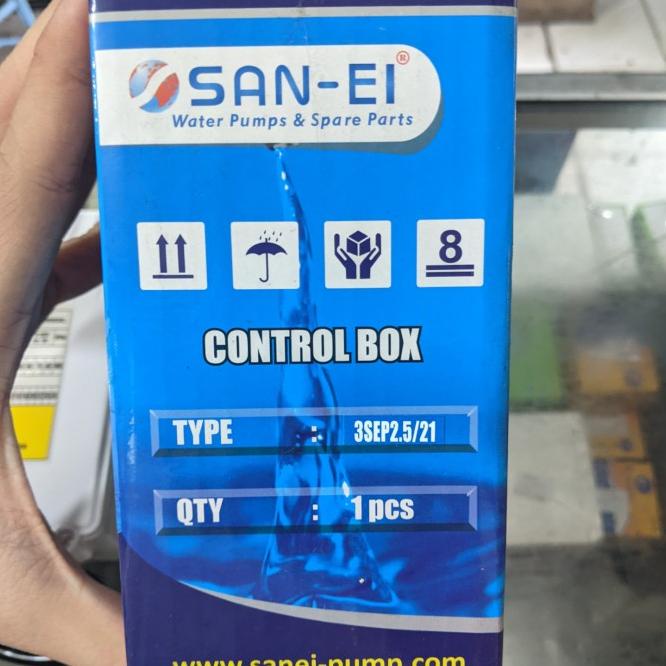 SAN-EI®
Water Pumps & Spare Parts
8
CONTROL BOX
TYPE : 3SEP2.5/21
QTY : 1 pcs
www.sanei-pump.com